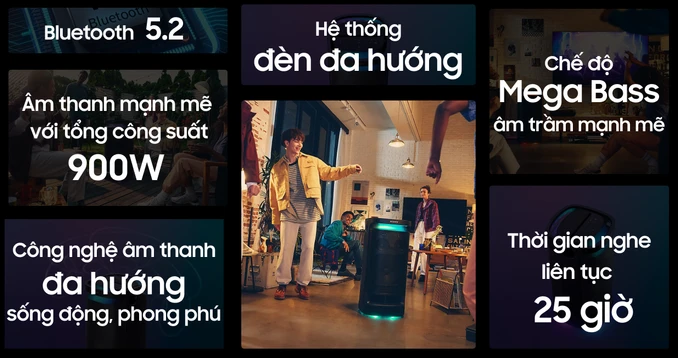 Bluetooth 5.2
Âm thanh mạnh mẽ
với tổng công suất
900W
Công nghệ âm thanh
đa hướng
sống động, phong phú
Hệ thống
đèn đa hướng
Chế độ
Mega Bass
âm trầm mạnh mẽ
Thời gian nghe
liên tục
25 giờ